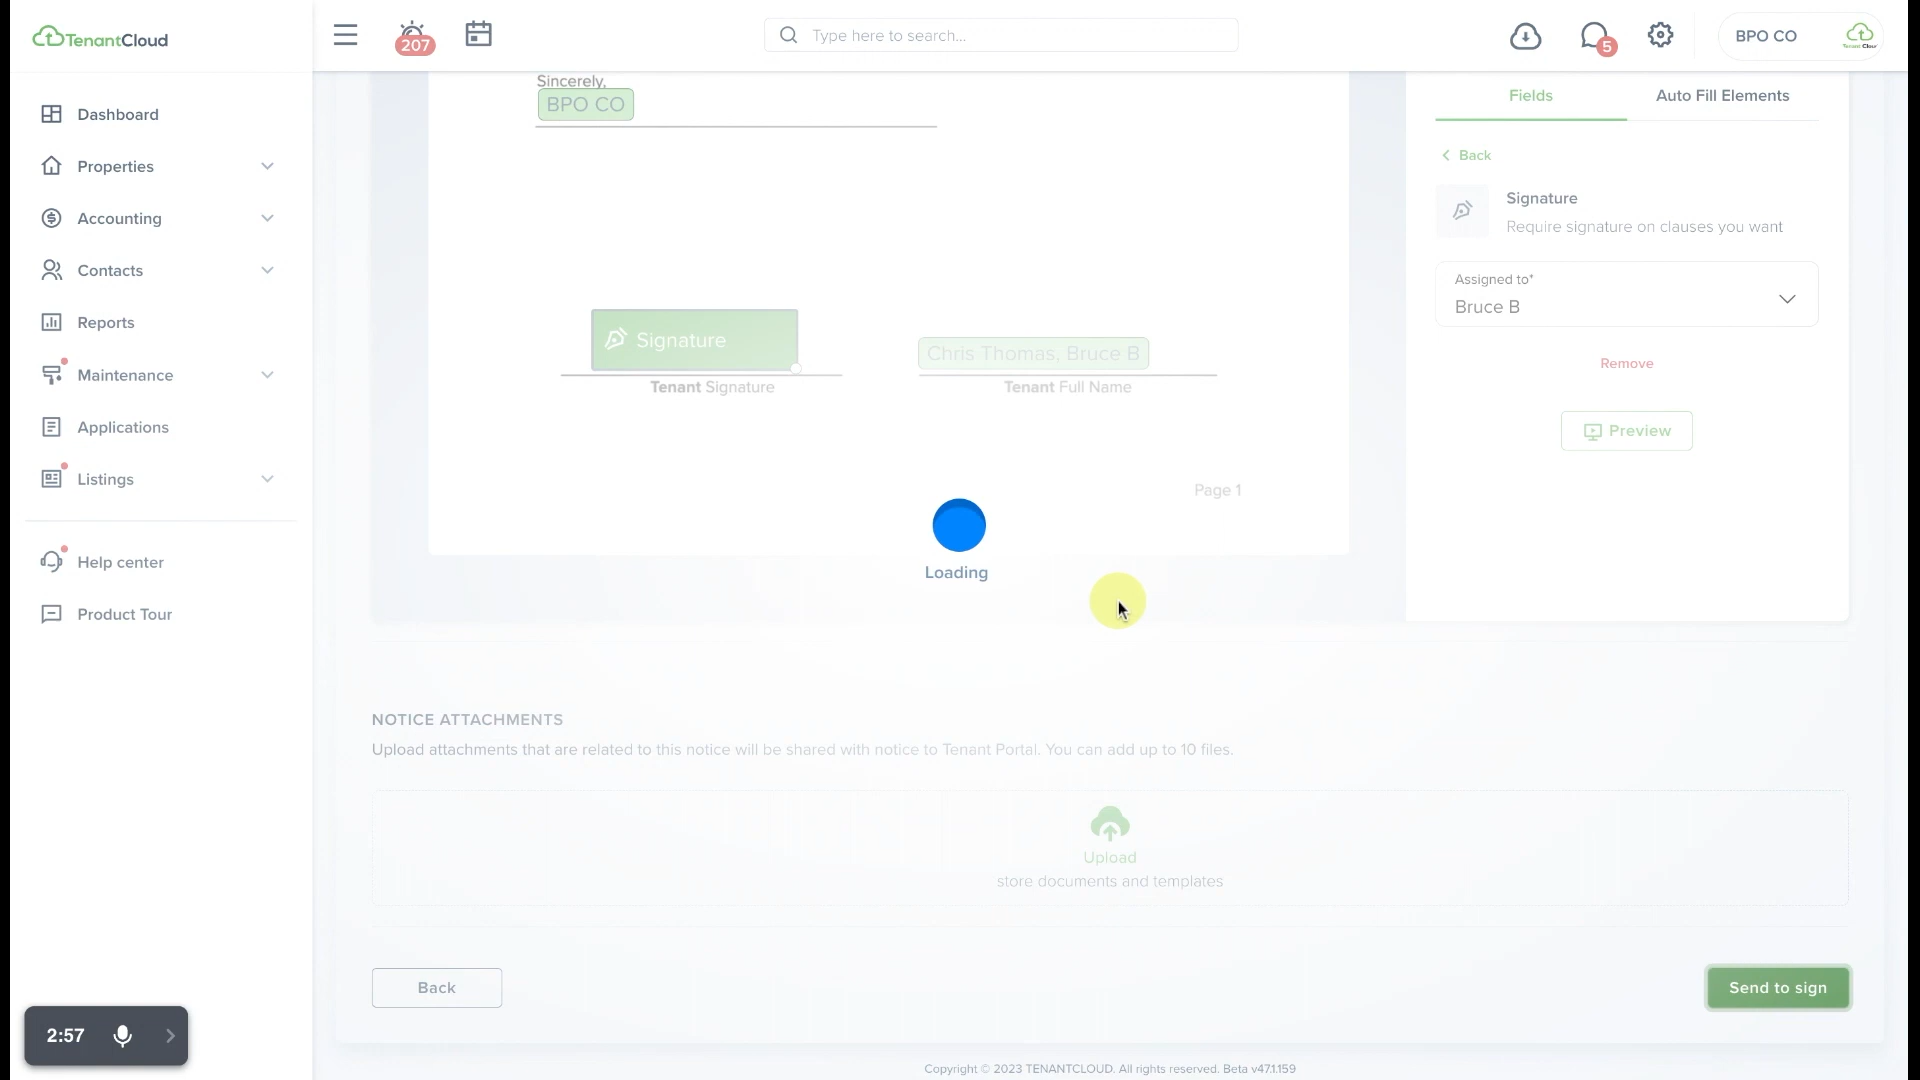 TenantCloud
207
Type here to search...
5
BPO CO
Dashboard
Properties
Accounting
Contacts
Reports
Maintenance
Applications
Listings
Help center
Product Tour
Sincerely,
BPO CO
Signature
Tenant Signature
Chris Thomas, Bruce B
Tenant Full Name
Page 1
Loading
Fields
Auto Fill Elements
Back
Signature
Require signature on clauses you want
Assigned to*
Bruce B
Remove
Preview
NOTICE ATTACHMENTS
Upload attachments that are related to this notice will be shared with notice to Tenant Portal. You can add up to 10 files.
Upload
store documents and templates
Back
Send to sign
2:57
Copyright © 2023 TENANTCLOUD. All rights reserved. Beta v47.1.159